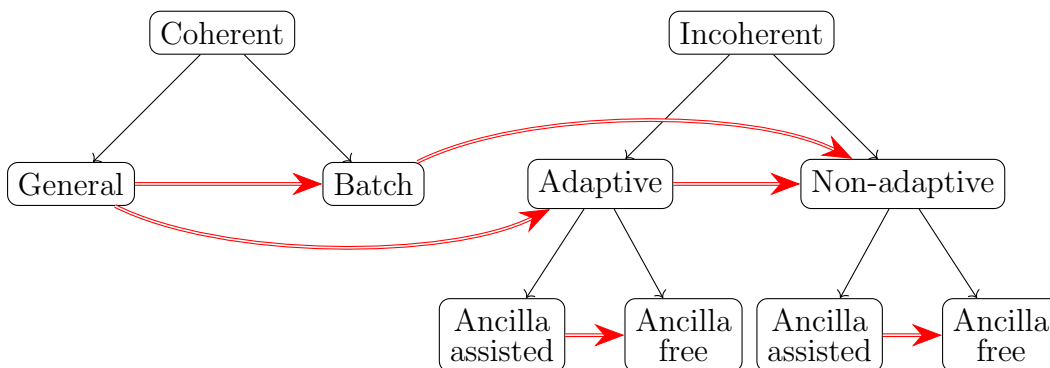 Coherent
Incoherent
General
Batch
Adaptive
Non-adaptive
Ancilla
assisted
Ancilla
free
Ancilla
assisted
Ancilla
free